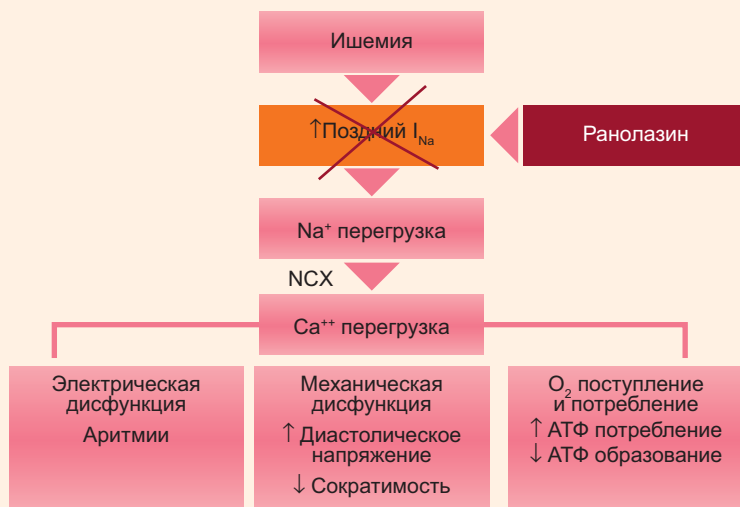 Ишемия
↑Поздний I Na
Ранолазин
Na⁺ перегрузка
NCX
Ca⁺⁺ перегрузка
Электрическая
дисфункция
Аритмии
Механическая
дисфункция
↑ Диастолическое
напряжение
↓ Сократимость
O₂ поступление
и потребление
↑ АТФ потребление
↓ АТФ образование